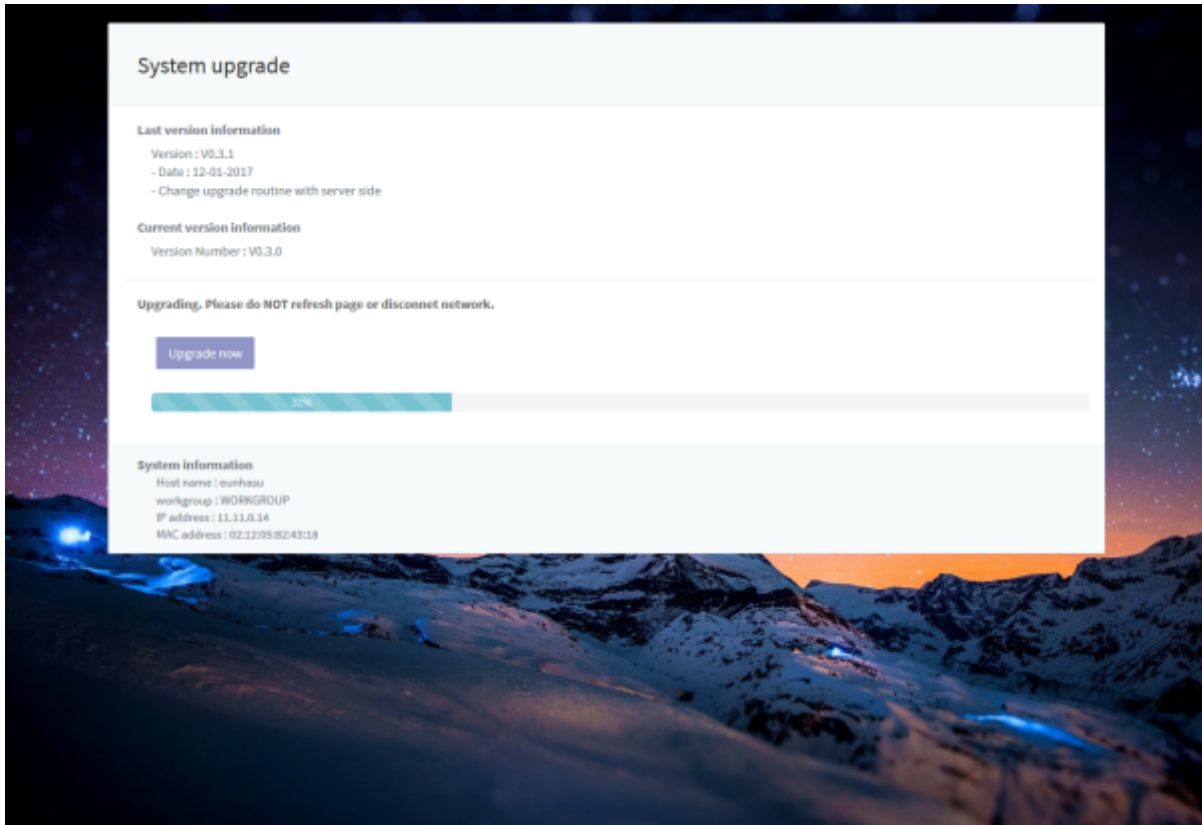 System upgrade
Last version information
Version : V0.3.1
- Date : 12-01-2017
- Change upgrade routine with server side
Current version information
Version Number : V0.3.0
Upgrading. Please do NOT refresh page or disconnet network.
Upgrade now
32%
System information
Host name : eunhasu
workgroup : WORKGROUP
IP address : 11.11.0.14
MAC address : 02:12:05:82:43:18